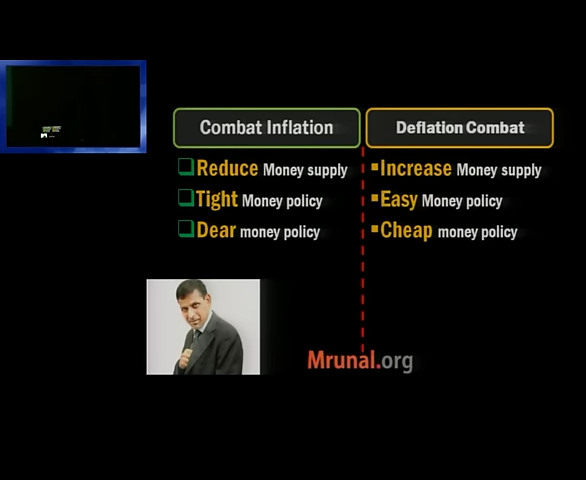 Combat Inflation
Reduce Money supply
Tight Money policy
Dear money policy
Deflation Combat
Increase Money supply
Easy Money policy
Cheap money policy
Mrunal.org